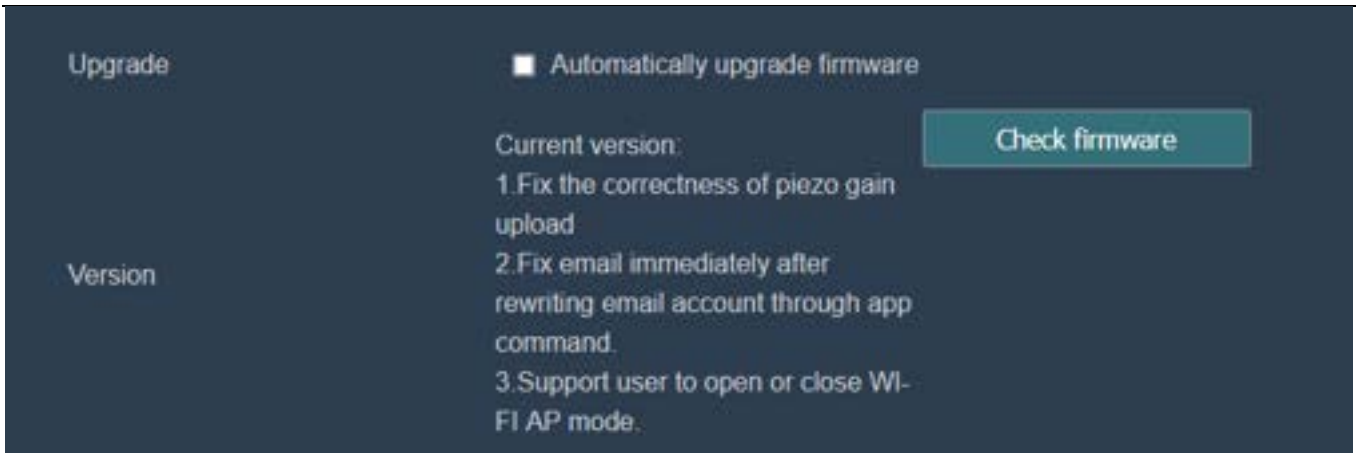 Upgrade
Automatically upgrade firmware
Check firmware
Current version:
1.Fix the correctness of piezo gain
upload
Version
2.Fix email immediately after
rewriting email account through app
command.
3.Support user to open or close WI-
FI AP mode.